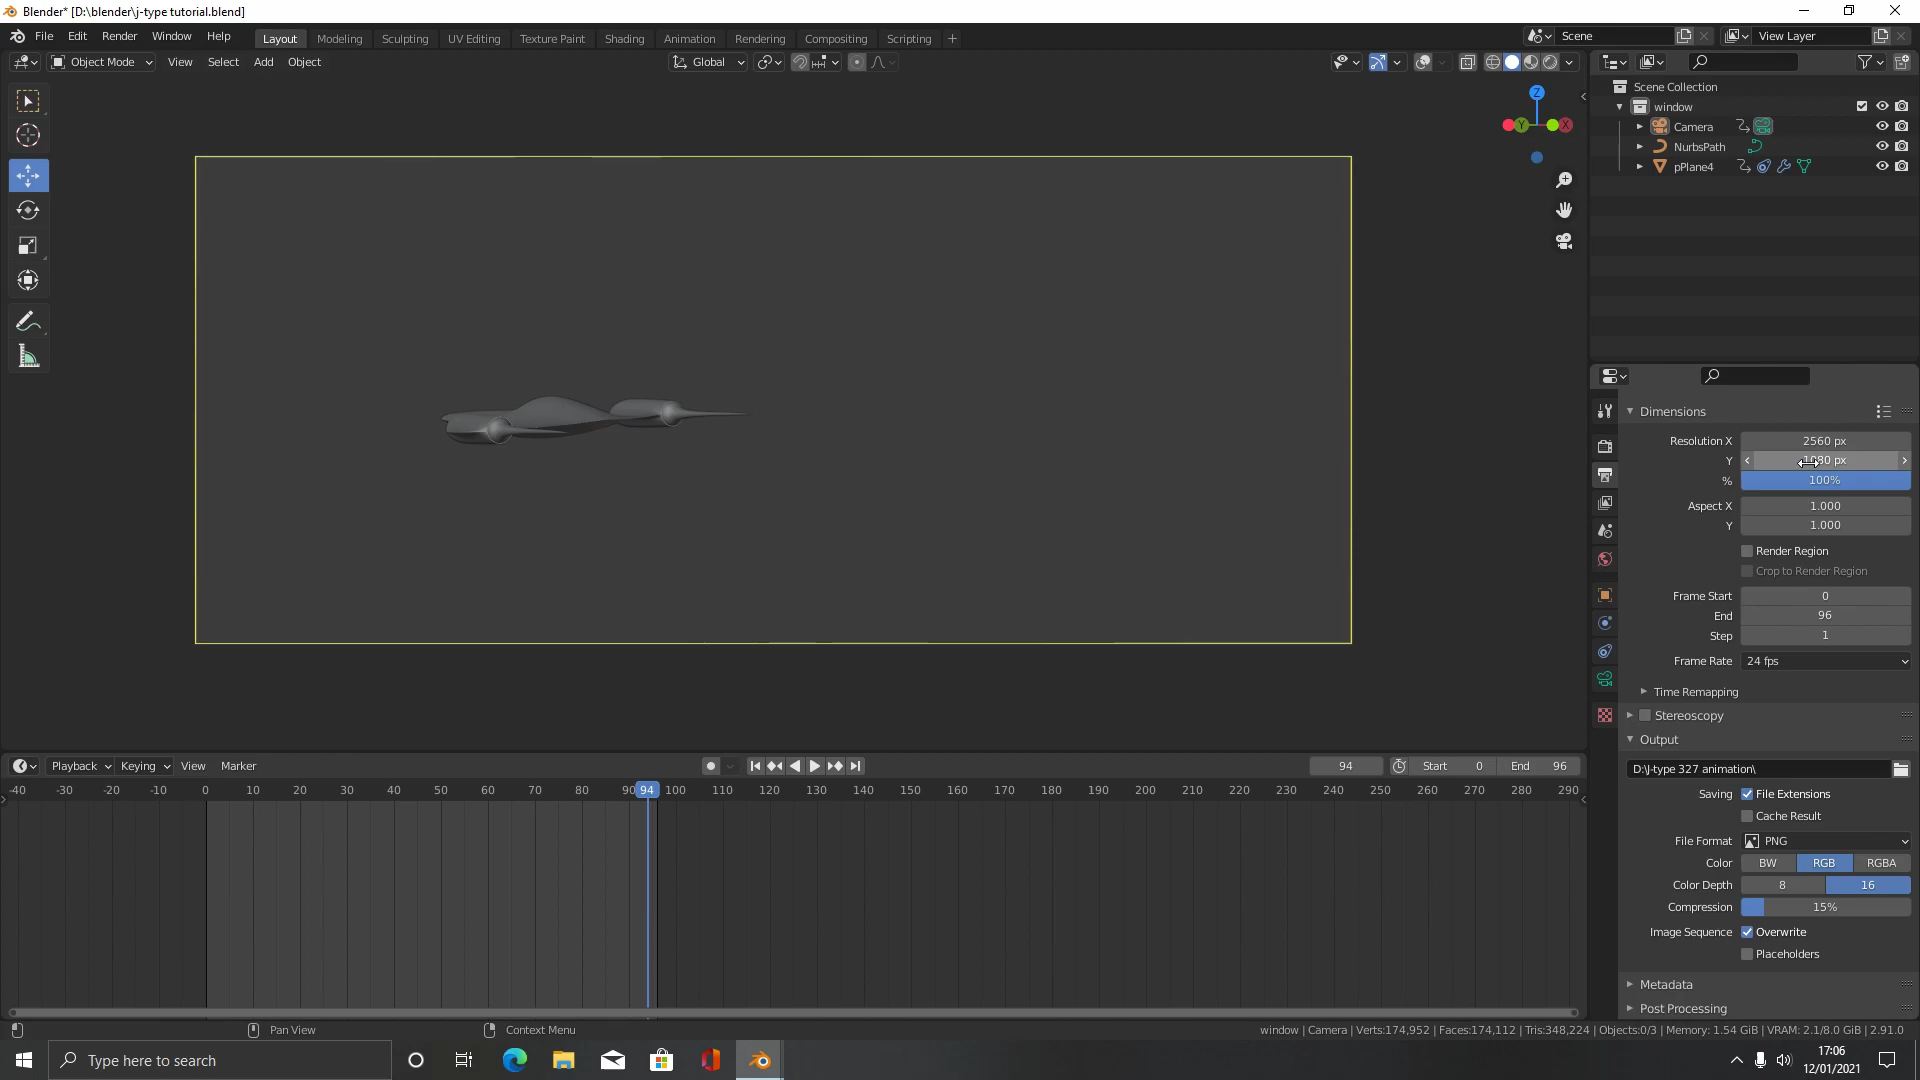 Blender* [D:\blender\j-type tutorial.blend]
File Edit Render Window Help
Layout Modeling Sculpting UV Editing Texture Paint Shading Animation Rendering Compositing Scripting
Scene View Layer
Object Mode View Select Add Object
Global
Z
Y X
Scene Collection
window
Camera
NurbsPath
pPlane4
Dimensions
Resolution X 2560 px
Y 1080 px
% 100%
Aspect X 1.000
Y 1.000
Render Region
Crop to Render Region
Frame Start 0
End 96
Step 1
Frame Rate 24 fps
Time Remapping
Stereoscopy
Output
D:\J-type 327 animation\
Saving File Extensions
Cache Result
File Format PNG
Color BW RGB RGBA
Color Depth 8 16
Compression 15%
Image Sequence Overwrite
Placeholders
Metadata
Post Processing
Playback Keying View Marker
94 Start 0 End 96
-40 -30 -20 -10 0 10 20 30 40 50 60 70 80 90 94 100 110 120 130 140 150 160 170 180 190 200 210 220 230 240 250 260 270 280 290
Pan View Context Menu
window | Camera | Verts:174,952 | Faces:174,112 | Tris:348,224 | Objects:0/3 | Memory: 1.54 GiB | VRAM: 2.1/8.0 GiB | 2.91.0
Type here to search
17:06
12/01/2021